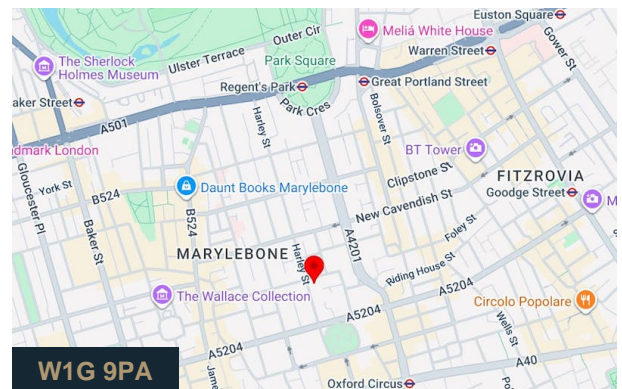 Euston Square
Meliá White House
Outer Cir
Ulster Terrace
Warren Street
Gower St
The Sherlock
Holmes Museum
Park Square
Regent's Park
Great Portland Street
aker Street
Park Cres
Bolsover St
A501
Harley St
BT Tower
ndmark London
Clipstone St
FITZROVIA
York St
B524
Daunt Books Marylebone
Goodge Street
Gloucester Pl
New Cavendish St
M
Baker St
B524
A4201
Foley St
MARYLEBONE
Harley St
Riding House St
A5204
The Wallace Collection
Circolo Popolare
A5204
Wells St
Jame
A40
W1G 9PA
Oxford Circus